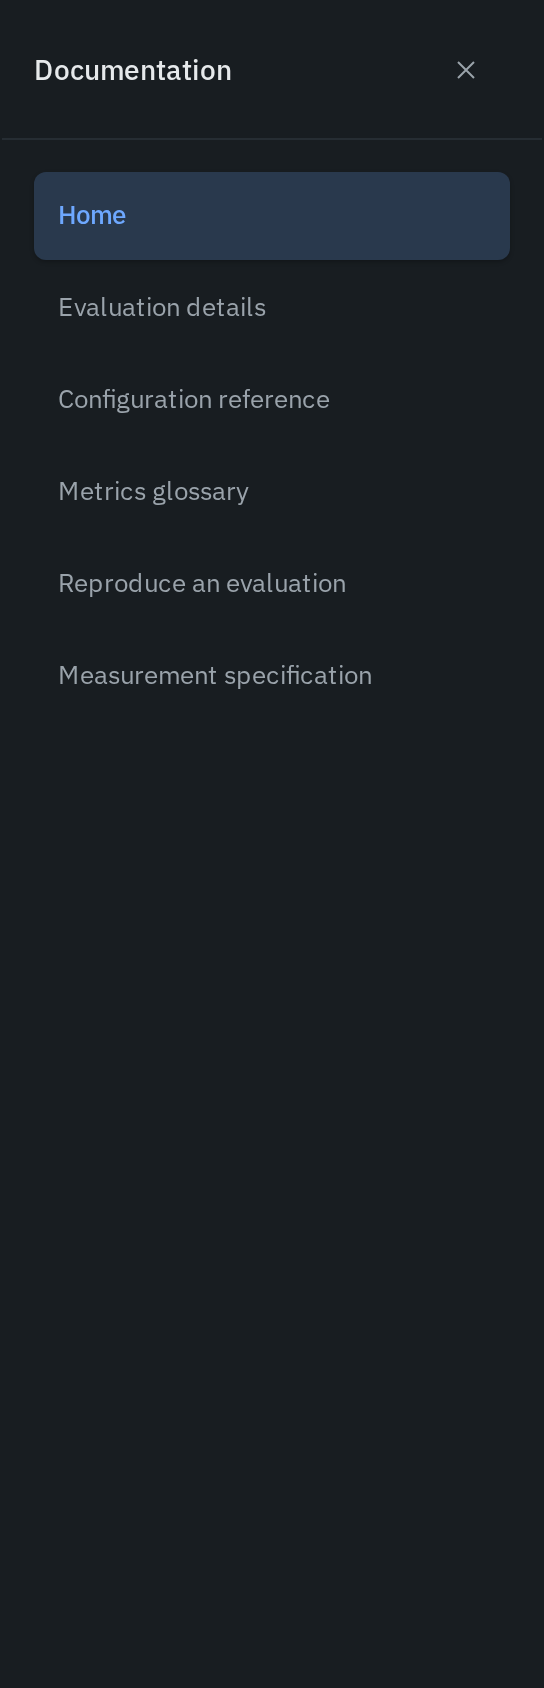 Documentation
Home
Evaluation details
Configuration reference
Metrics glossary
Reproduce an evaluation
Measurement specification